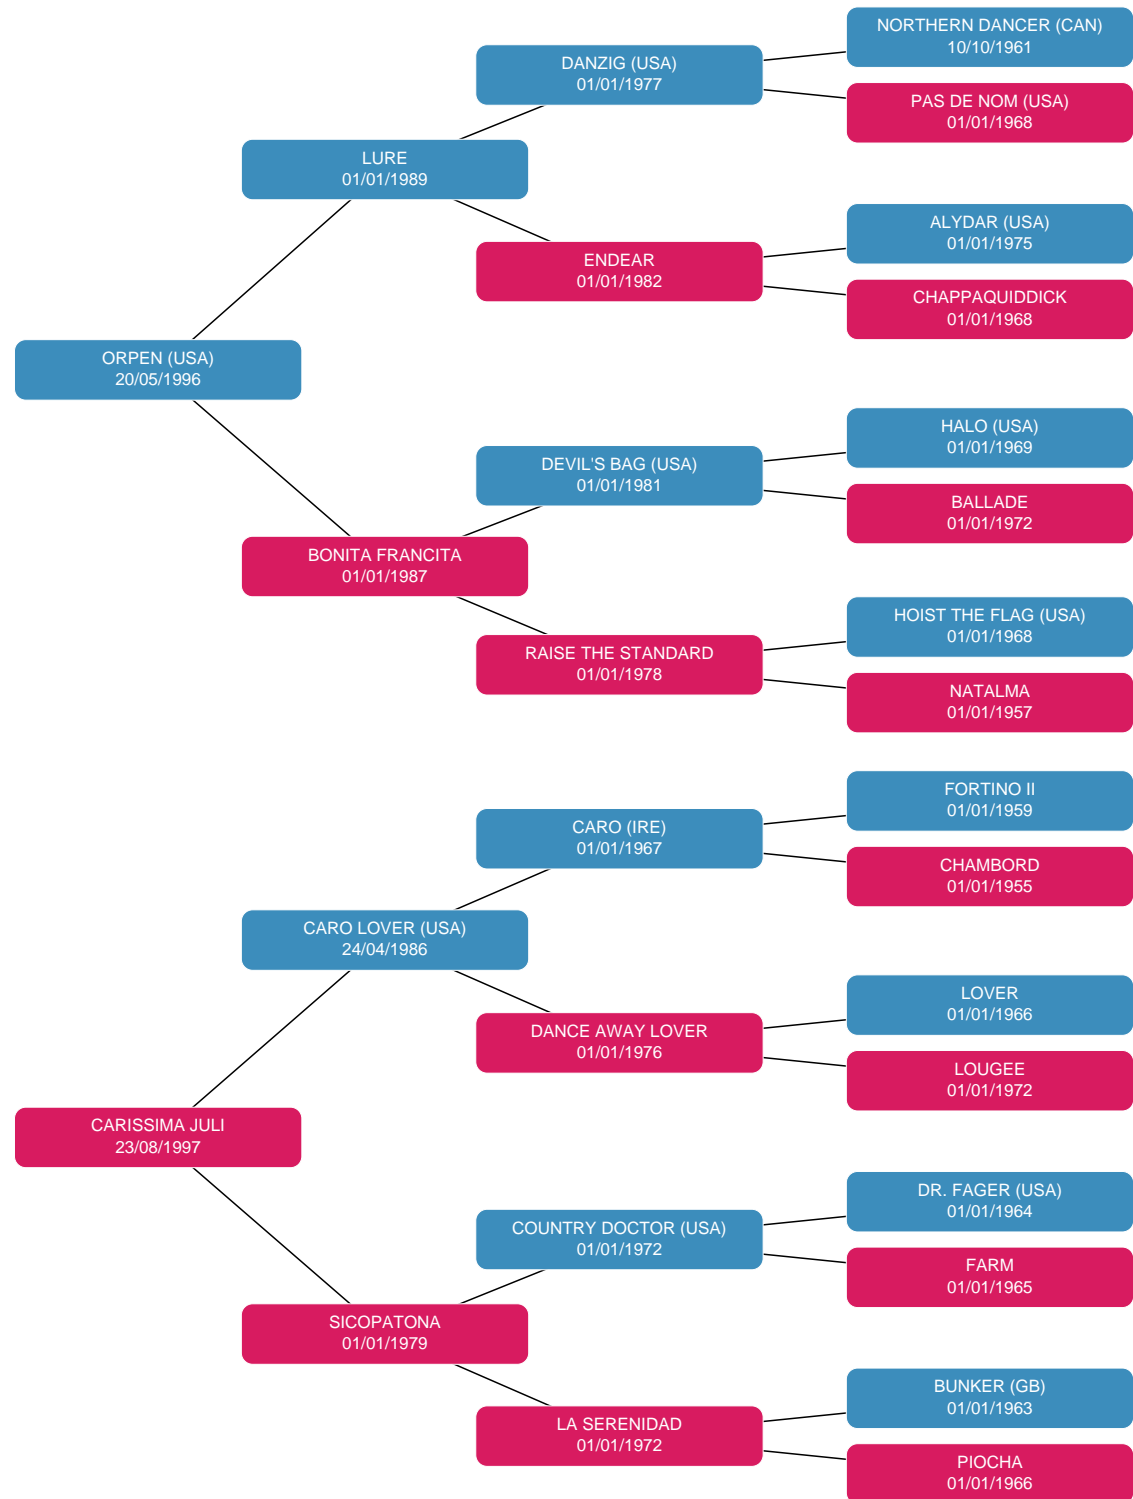 NORTHERN DANCER (CAN)
10/10/1961
DANZIG (USA)
01/01/1977
PAS DE NOM (USA)
01/01/1968
LURE
01/01/1989
ALYDAR (USA)
01/01/1975
ENDEAR
01/01/1982
CHAPPAQUIDDICK
01/01/1968
ORPEN (USA)
20/05/1996
HALO (USA)
01/01/1969
DEVIL'S BAG (USA)
01/01/1981
BALLADE
01/01/1972
BONITA FRANCITA
01/01/1987
HOIST THE FLAG (USA)
01/01/1968
RAISE THE STANDARD
01/01/1978
NATALMA
01/01/1957
FORTINO II
01/01/1959
CARO (IRE)
01/01/1967
CHAMBORD
01/01/1955
CARO LOVER (USA)
24/04/1986
LOVER
01/01/1966
DANCE AWAY LOVER
01/01/1976
LOUGEE
01/01/1972
CARISSIMA JULI
23/08/1997
DR. FAGER (USA)
01/01/1964
COUNTRY DOCTOR (USA)
01/01/1972
FARM
01/01/1965
SICOPATONA
01/01/1979
BUNKER (GB)
01/01/1963
LA SERENIDAD
01/01/1972
PIOCHA
01/01/1966